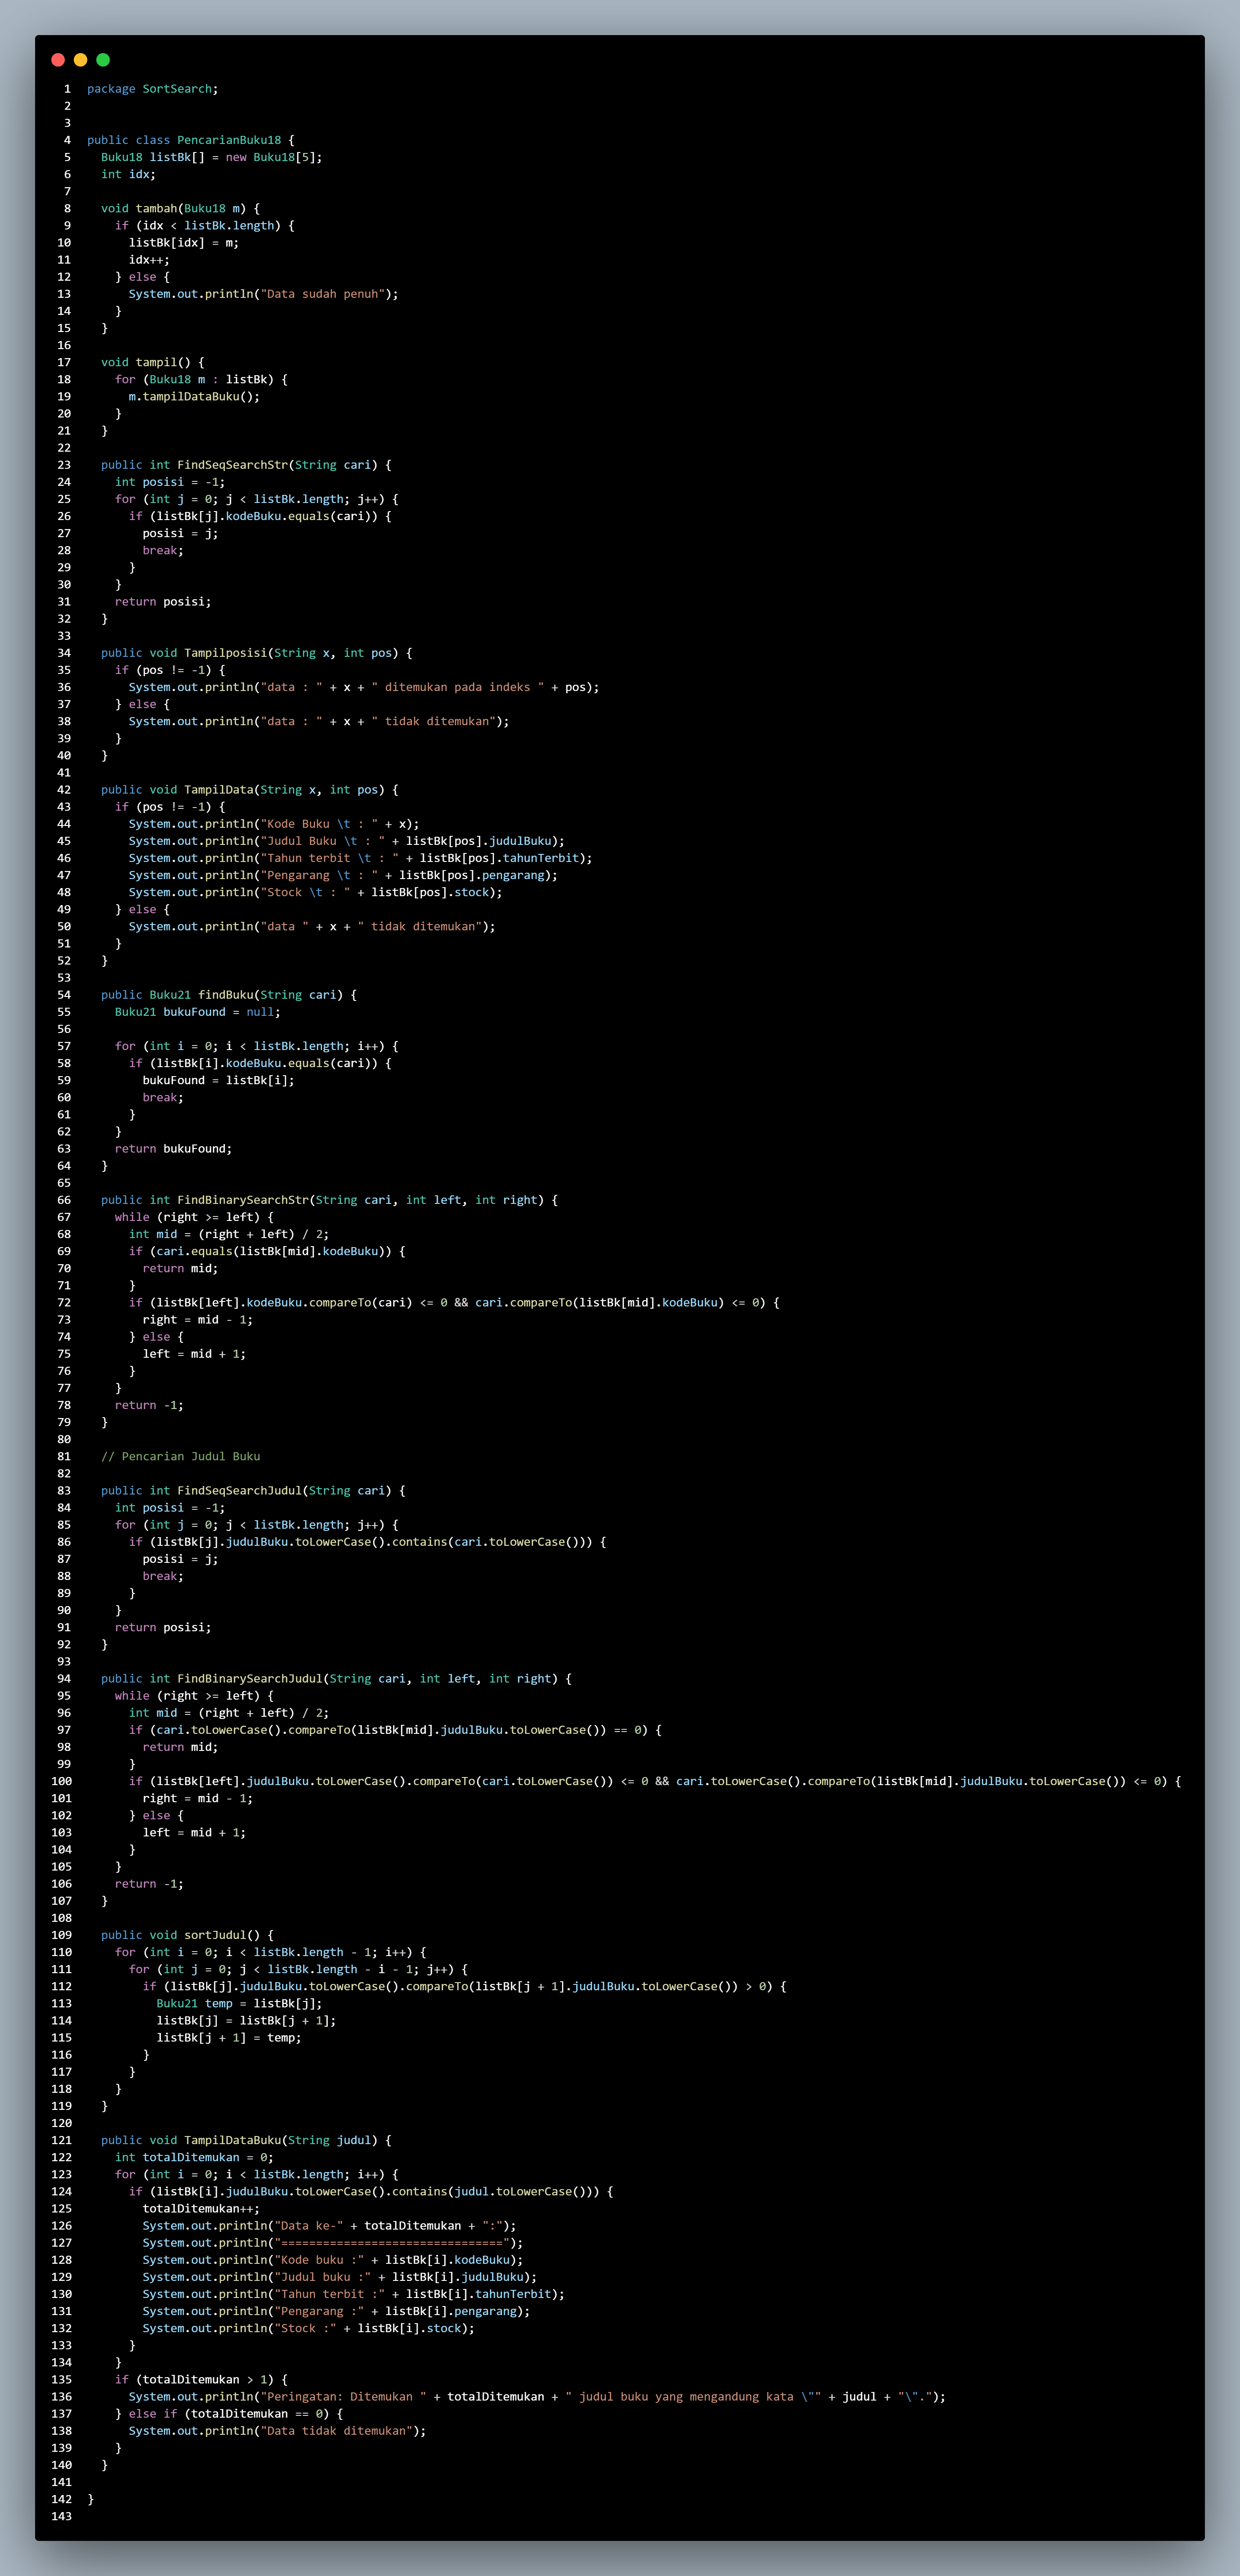 1 package SortSearch;
2
3
4 public class PencarianBuku18 {
5   Buku18 listBk[] = new Buku18[5];
6   int idx;
7
8   void tambah(Buku18 m) {
9     if (idx < listBk.length) {
10       listBk[idx] = m;
11       idx++;
12     } else {
13       System.out.println("Data sudah penuh");
14     }
15   }
16
17   void tampil() {
18     for (Buku18 m : listBk) {
19       m.tampilDataBuku();
20     }
21   }
22
23   public int FindSeqSearchStr(String cari) {
24     int posisi = -1;
25     for (int j = 0; j < listBk.length; j++) {
26       if (listBk[j].kodeBuku.equals(cari)) {
27         posisi = j;
28         break;
29       }
30     }
31     return posisi;
32   }
33
34   public void Tampilposisi(String x, int pos) {
35     if (pos != -1) {
36       System.out.println("data : " + x + " ditemukan pada indeks " + pos);
37     } else {
38       System.out.println("data : " + x + " tidak ditemukan");
39     }
40   }
41
42   public void TampilData(String x, int pos) {
43     if (pos != -1) {
44       System.out.println("Kode Buku \t : " + x);
45       System.out.println("Judul Buku \t : " + listBk[pos].judulBuku);
46       System.out.println("Tahun terbit \t : " + listBk[pos].tahunTerbit);
47       System.out.println("Pengarang \t : " + listBk[pos].pengarang);
48       System.out.println("Stock \t : " + listBk[pos].stock);
49     } else {
50       System.out.println("data " + x + " tidak ditemukan");
51     }
52   }
53
54   public Buku21 findBuku(String cari) {
55     Buku21 bukuFound = null;
56
57     for (int i = 0; i < listBk.length; i++) {
58       if (listBk[i].kodeBuku.equals(cari)) {
59         bukuFound = listBk[i];
60         break;
61       }
62     }
63     return bukuFound;
64   }
65
66   public int FindBinarySearchStr(String cari, int left, int right) {
67     while (right >= left) {
68       int mid = (right + left) / 2;
69       if (cari.equals(listBk[mid].kodeBuku)) {
70         return mid;
71       }
72       if (listBk[left].kodeBuku.compareTo(cari) <= 0 && cari.compareTo(listBk[mid].kodeBuku) <= 0) {
73         right = mid - 1;
74       } else {
75         left = mid + 1;
76       }
77     }
78     return -1;
79   }
80
81   // Pencarian Judul Buku
82
83   public int FindSeqSearchJudul(String cari) {
84     int posisi = -1;
85     for (int j = 0; j < listBk.length; j++) {
86       if (listBk[j].judulBuku.toLowerCase().contains(cari.toLowerCase())) {
87         posisi = j;
88         break;
89       }
90     }
91     return posisi;
92   }
93
94   public int FindBinarySearchJudul(String cari, int left, int right) {
95     while (right >= left) {
96       int mid = (right + left) / 2;
97       if (cari.toLowerCase().compareTo(listBk[mid].judulBuku.toLowerCase()) == 0) {
98         return mid;
99       }
100       if (listBk[left].judulBuku.toLowerCase().compareTo(cari.toLowerCase()) <= 0 && cari.toLowerCase().compareTo(listBk[mid].judulBuku.toLowerCase()) <= 0) {
101         right = mid - 1;
102       } else {
103         left = mid + 1;
104       }
105     }
106     return -1;
107   }
108
109   public void sortJudul() {
110     for (int i = 0; i < listBk.length - 1; i++) {
111       for (int j = 0; j < listBk.length - i - 1; j++) {
112         if (listBk[j].judulBuku.toLowerCase().compareTo(listBk[j + 1].judulBuku.toLowerCase()) > 0) {
113           Buku21 temp = listBk[j];
114           listBk[j] = listBk[j + 1];
115           listBk[j + 1] = temp;
116         }
117       }
118     }
119   }
120
121   public void TampilDataBuku(String judul) {
122     int totalDitemukan = 0;
123     for (int i = 0; i < listBk.length; i++) {
124       if (listBk[i].judulBuku.toLowerCase().contains(judul.toLowerCase())) {
125         totalDitemukan++;
126         System.out.println("Data ke-" + totalDitemukan + ":");
127         System.out.println("================================");
128         System.out.println("Kode buku :" + listBk[i].kodeBuku);
129         System.out.println("Judul buku :" + listBk[i].judulBuku);
130         System.out.println("Tahun terbit :" + listBk[i].tahunTerbit);
131         System.out.println("Pengarang :" + listBk[i].pengarang);
132         System.out.println("Stock :" + listBk[i].stock);
133       }
134     }
135     if (totalDitemukan > 1) {
136       System.out.println("Peringatan: Ditemukan " + totalDitemukan + " judul buku yang mengandung kata \"" + judul + "\".");
137     } else if (totalDitemukan == 0) {
138       System.out.println("Data tidak ditemukan");
139     }
140   }
141
142 }
143